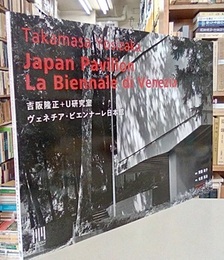 Takamasa Yosizaka
Japan Pavilion
La Biennale di Venezia
吉阪隆正+U研究室
ヴェネチア・ビエンナーレ日本館